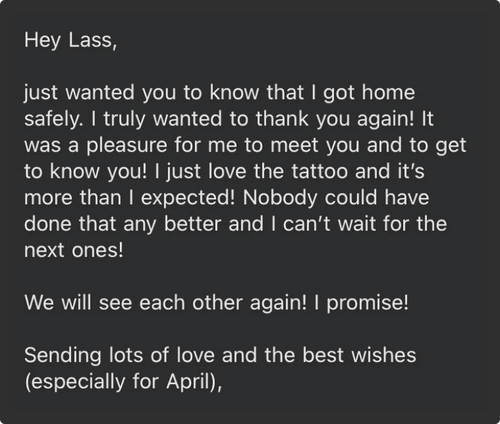 Hey Lass,
just wanted you to know that I got home
safely. I truly wanted to thank you again! It
was a pleasure for me to meet you and to get
to know you! I just love the tattoo and it’s
more than I expected! Nobody could have
done that any better and I can’t wait for the
next ones!
We will see each other again! I promise!
Sending lots of love and the best wishes
(especially for April),